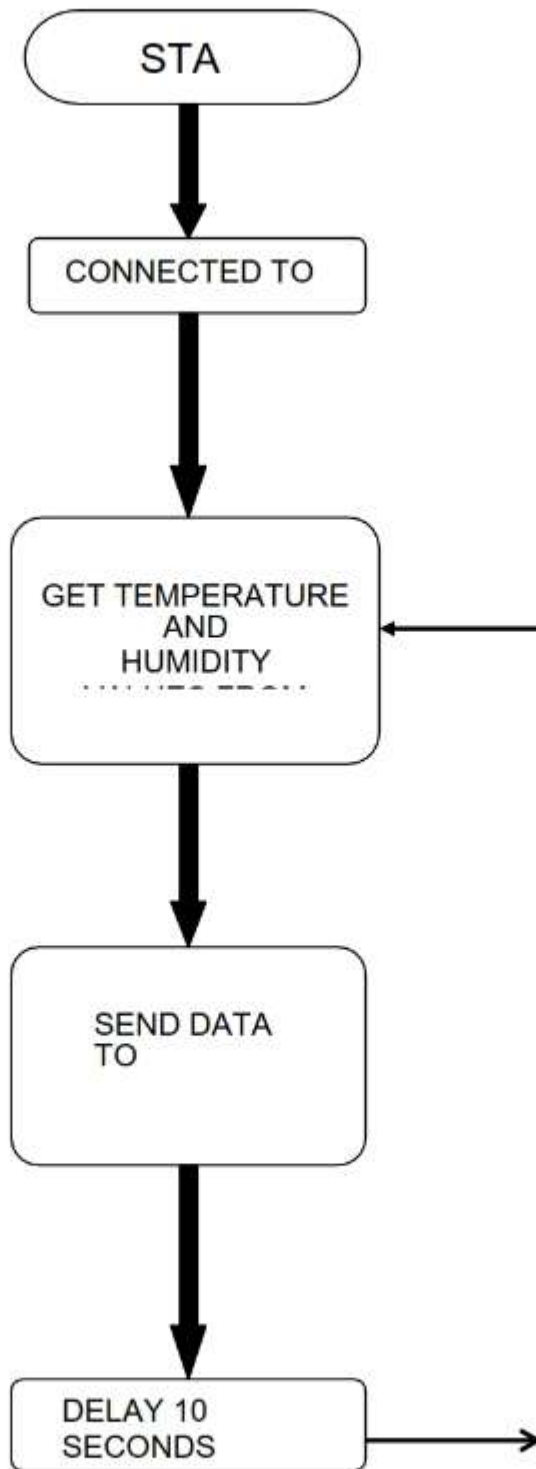 STA
CONNECTED TO
GET TEMPERATURE
AND
HUMIDITY
SEND DATA
TO
DELAY 10
SECONDS